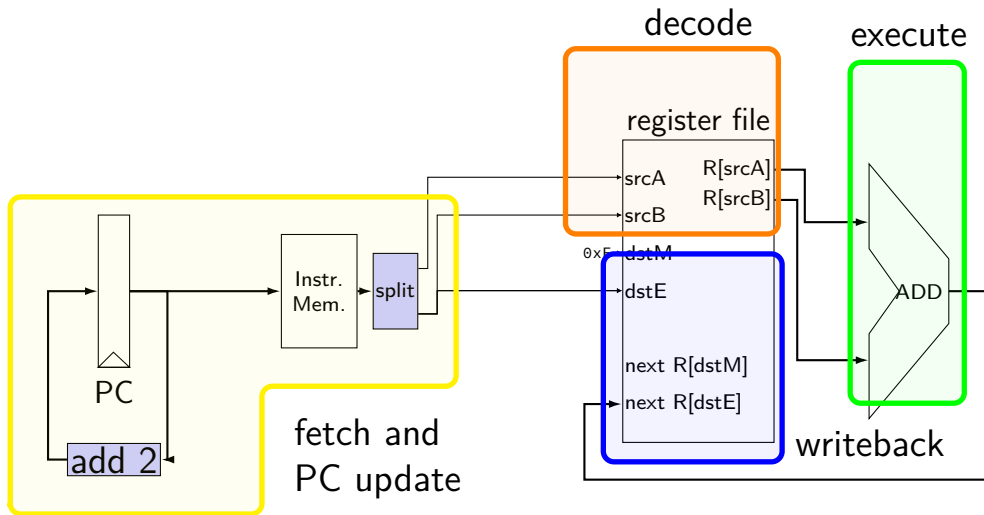 decode
execute
register file
srcA
R[srcA]
R[srcB]
srcB
0xF
dstM
dstE
Instr.
Mem.
split
ADD
PC
next R[dstM]
next R[dstE]
add 2
fetch and
PC update
writeback